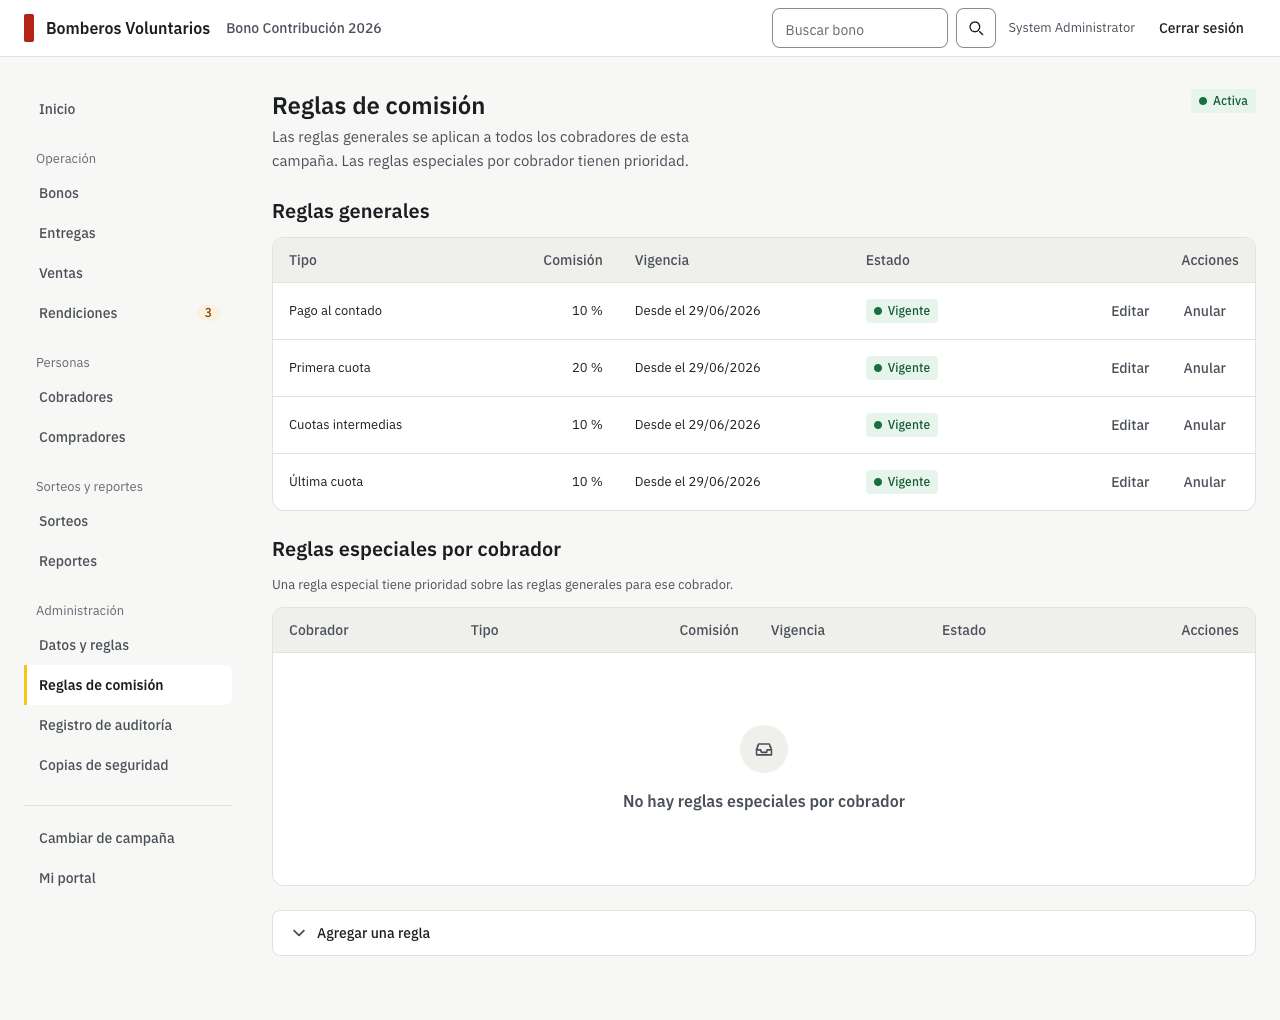 Bomberos Voluntarios
Bono Contribución 2026
Buscar bono
System Administrator
Cerrar sesión
Inicio
Operación
Bonos
Entregas
Ventas
Rendiciones 3
Personas
Cobradores
Compradores
Sorteos y reportes
Sorteos
Reportes
Administración
Datos y reglas
Reglas de comisión
Registro de auditoría
Copias de seguridad
Cambiar de campaña
Mi portal
Reglas de comisión
Activa
Las reglas generales se aplican a todos los cobradores de esta
campaña. Las reglas especiales por cobrador tienen prioridad.
Reglas generales
Tipo Comisión Vigencia Estado Acciones
Pago al contado 10 % Desde el 29/06/2026 Vigente Editar Anular
Primera cuota 20 % Desde el 29/06/2026 Vigente Editar Anular
Cuotas intermedias 10 % Desde el 29/06/2026 Vigente Editar Anular
Última cuota 10 % Desde el 29/06/2026 Vigente Editar Anular
Reglas especiales por cobrador
Una regla especial tiene prioridad sobre las reglas generales para ese cobrador.
Cobrador Tipo Comisión Vigencia Estado Acciones
No hay reglas especiales por cobrador
Agregar una regla